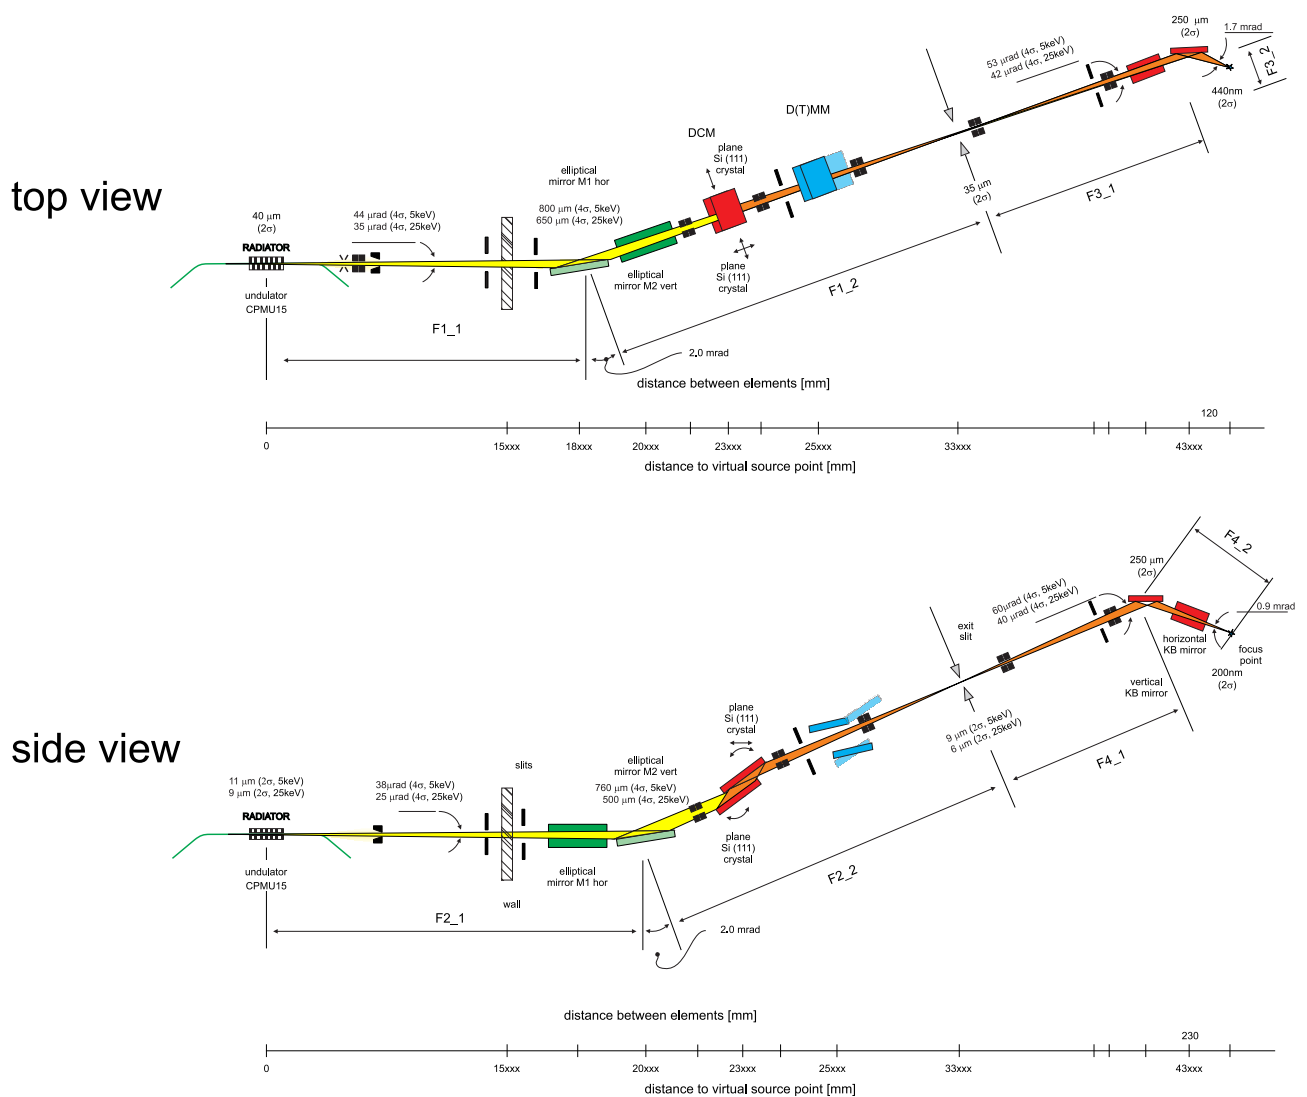 top view
250 µm
(2σ)
1.7 mrad
F3_2
440nm
(2σ)
53 µrad (4σ, 5keV)
42 µrad (4σ, 25keV)
D(T)MM
DCM
plane
Si (111)
crystal
elliptical
mirror M1 hor
800 µm (4σ, 5keV)
650 µm (4σ, 25keV)
40 µm
(2σ)
RADIATOR
44 µrad (4σ, 5keV)
35 µrad (4σ, 25keV)
35 µm
(2σ)
F3_1
undulator
CPMU15
elliptical
mirror M2 vert
plane
Si (111)
crystal
F1_2
F1_1
2.0 mrad
distance between elements [mm]
120
0
15xxx
18xxx
20xxx
23xxx
25xxx
33xxx
43xxx
distance to virtual source point [mm]
side view
F4_2
250 µm
(2σ)
0.9 mrad
60µrad (4σ, 5keV)
40 µrad (4σ, 25keV)
exit
slit
horizontal
KB mirror
focus
point
200nm
(2σ)
vertical
KB mirror
plane
Si (111)
crystal
9 µm (2σ, 5keV)
6 µm (2σ, 25keV)
F4_1
slits
elliptical
mirror M2 vert
760 µm (4σ, 5keV)
500 µm (4σ, 25keV)
11 µm (2σ, 5keV)
9 µm (2σ, 25keV)
RADIATOR
38µrad (4σ, 5keV)
25 µrad (4σ, 25keV)
undulator
CPMU15
elliptical
mirror M1 hor
plane
Si (111)
crystal
wall
F2_2
F2_1
2.0 mrad
distance between elements [mm]
230
0
15xxx
20xxx
23xxx
25xxx
33xxx
43xxx
distance to virtual source point [mm]